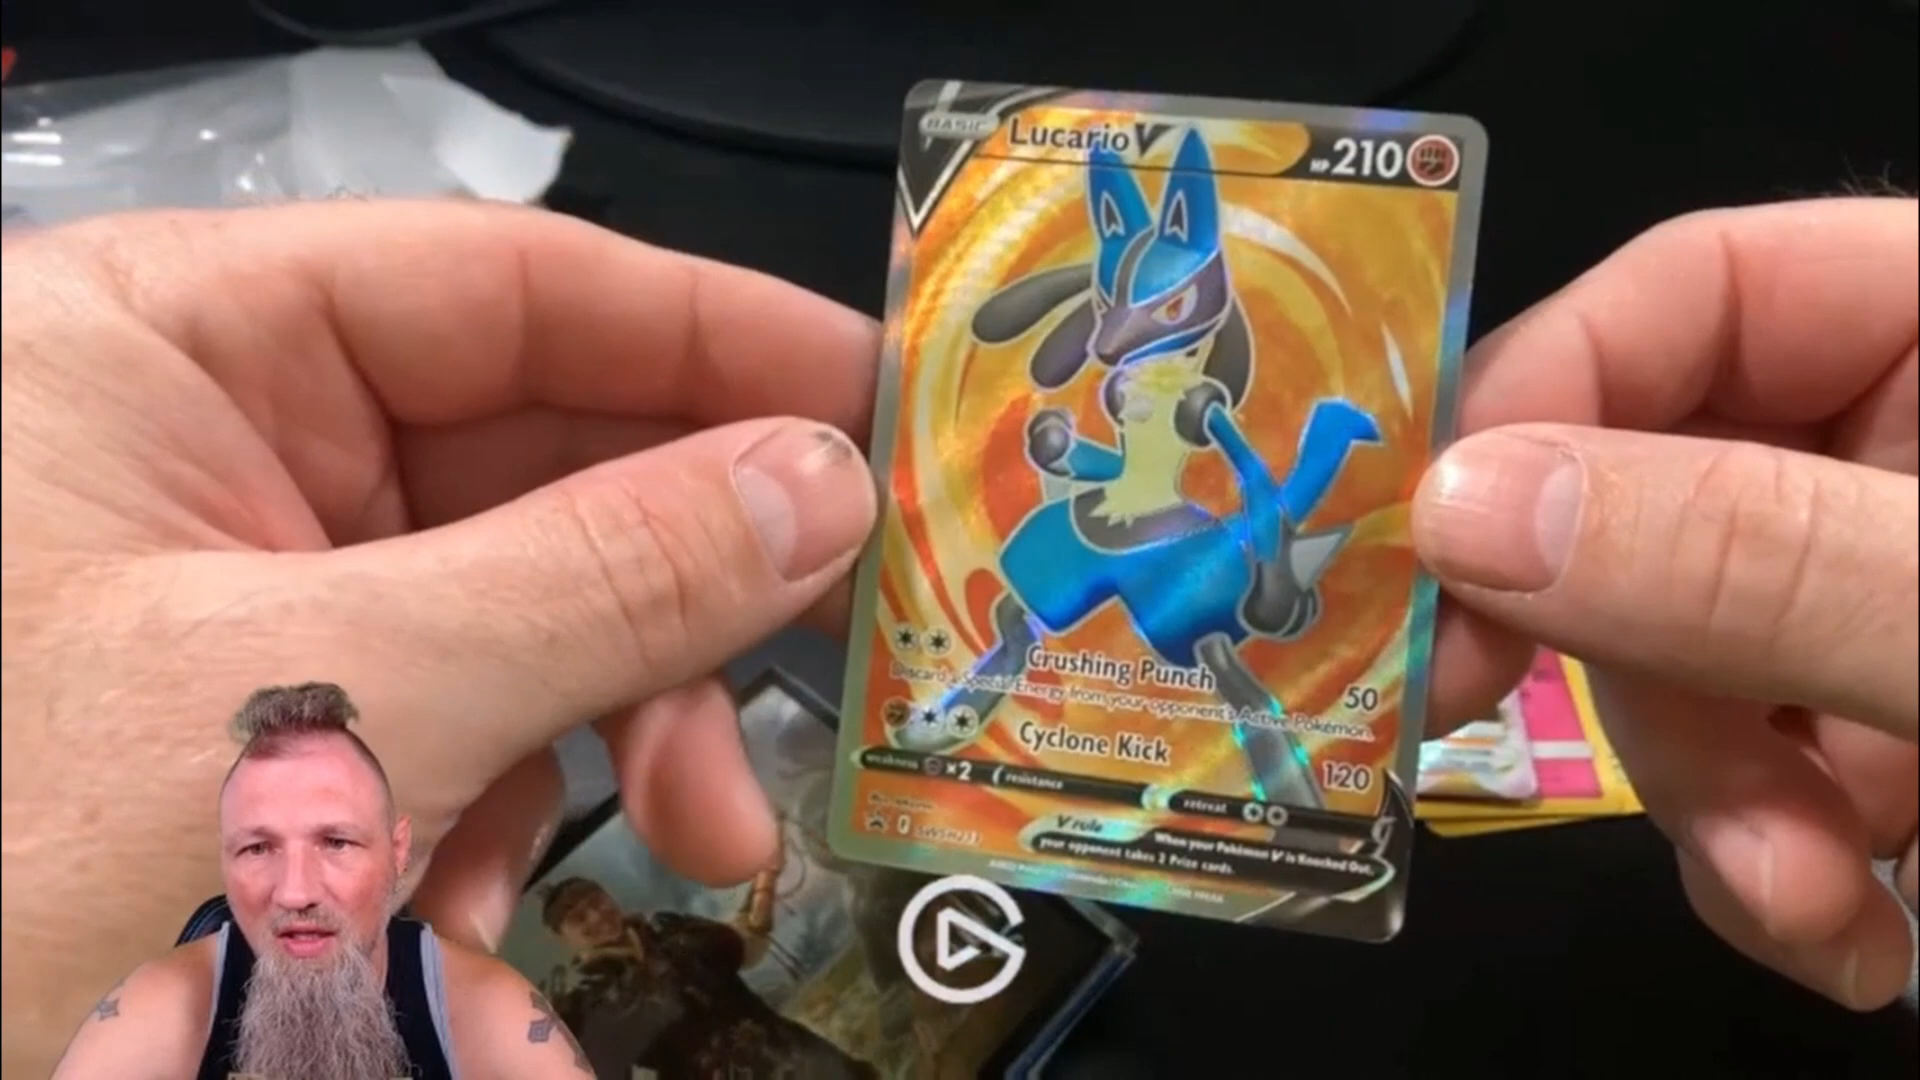 BASIC
Lucario V
HP 210
Crushing Punch 50
Discard a Special Energy from your opponent's Active Pokémon.
Cyclone Kick 120
weakness ×2 resistance retreat
V rule When your Pokémon V is Knocked Out,
your opponent takes 2 Prize cards.